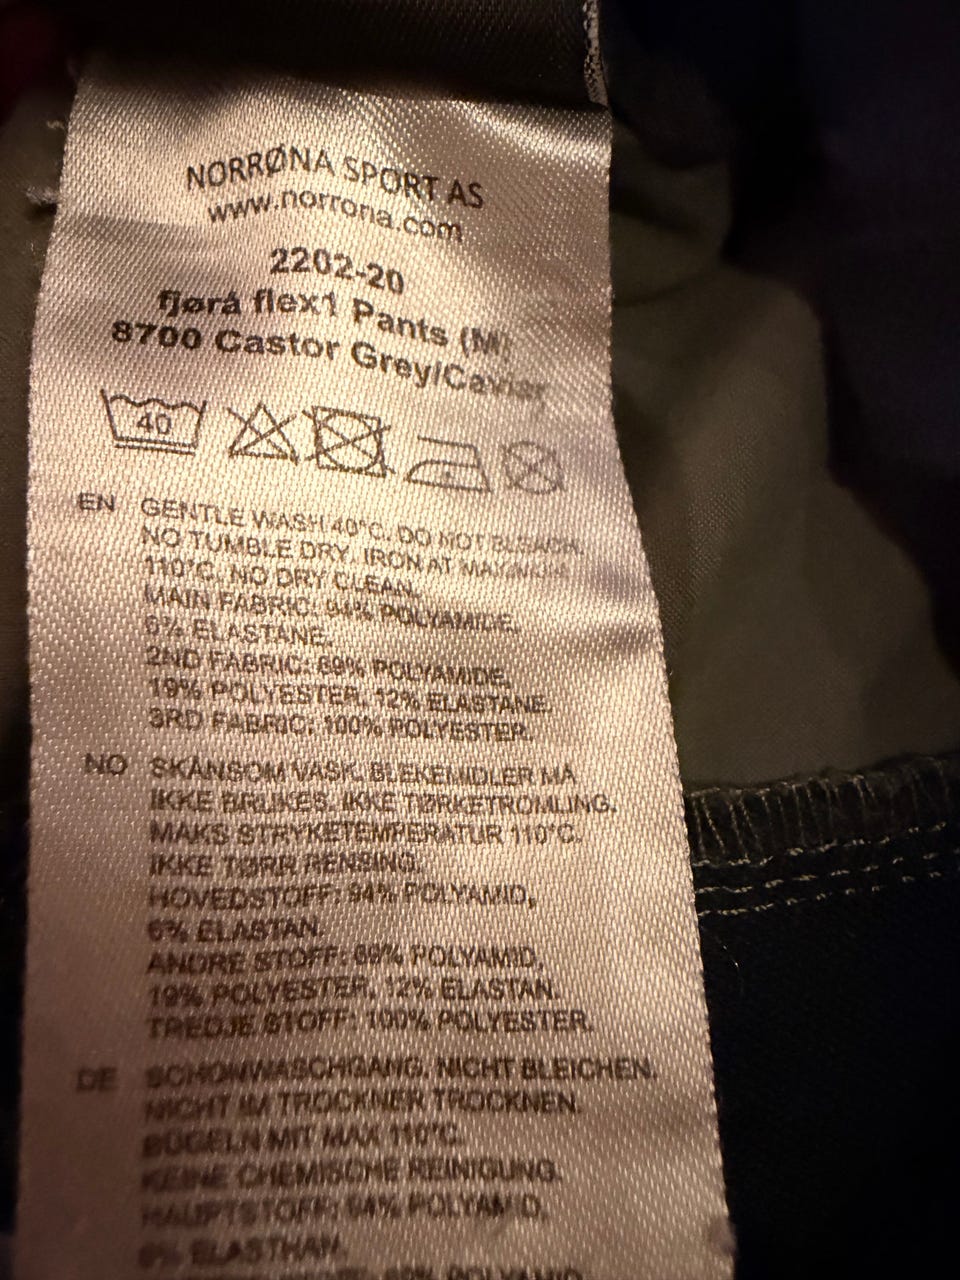 NORRØNA SPORT AS
www.norrona.com
2202-20
fjørå flex1 Pants (M)
8700 Castor Grey/Caviar
40
EN GENTLE WASH 40°C. DO NOT BLEACH.
NO TUMBLE DRY. IRON AT MAXIMUM
110°C. NO DRY CLEAN.
MAIN FABRIC: 94% POLYAMIDE,
6% ELASTANE.
2ND FABRIC: 69% POLYAMIDE,
19% POLYESTER, 12% ELASTANE.
3RD FABRIC: 100% POLYESTER.
NO SKÅNSOM VASK. BLEKEMIDLER MÅ
IKKE BRUKES. IKKE TØRKETROMLING.
MAKS STRYKETEMPERATUR 110°C.
IKKE TØRR RENSING.
HOVEDSTOFF: 94% POLYAMID,
6% ELASTAN.
ANDRE STOFF: 69% POLYAMID,
19% POLYESTER, 12% ELASTAN.
TREDJE STOFF: 100% POLYESTER.
DE SCHONWASCHGANG. NICHT BLEICHEN.
NICHT IM TROCKNER TROCKNEN.
BÜGELN MIT MAX 110°C.
KEINE CHEMISCHE REINIGUNG.
HAUPTSTOFF: 94% POLYAMID,
6% ELASTHAN.
69% POLYAMID